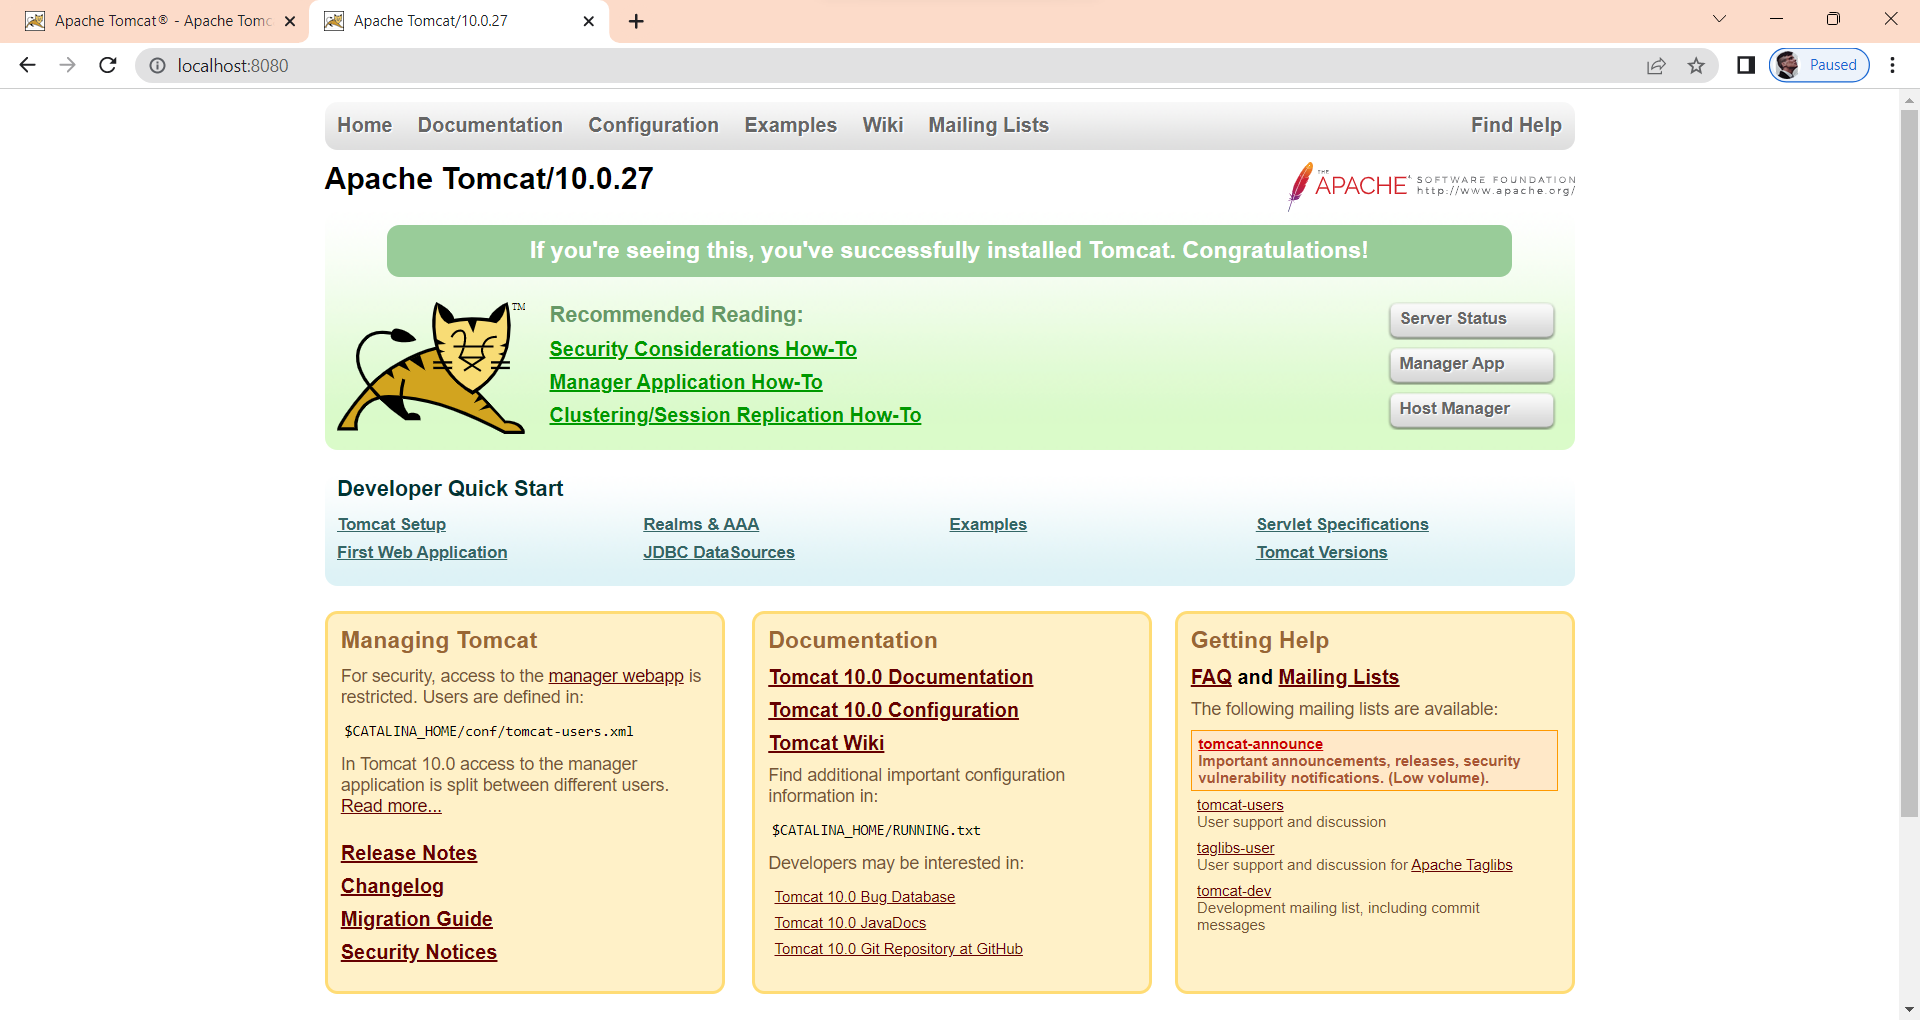 Apache Tomcat® - Apache Tomc
Apache Tomcat/10.0.27
localhost:8080
Paused
Home Documentation Configuration Examples Wiki Mailing Lists Find Help
Apache Tomcat/10.0.27
THE APACHE SOFTWARE FOUNDATION
http://www.apache.org/
If you're seeing this, you've successfully installed Tomcat. Congratulations!
TM
Recommended Reading:
Security Considerations How-To
Manager Application How-To
Clustering/Session Replication How-To
Server Status
Manager App
Host Manager
Developer Quick Start
Tomcat Setup
First Web Application
Realms & AAA
JDBC DataSources
Examples
Servlet Specifications
Tomcat Versions
Managing Tomcat
For security, access to the manager webapp is
restricted. Users are defined in:
$CATALINA_HOME/conf/tomcat-users.xml
In Tomcat 10.0 access to the manager
application is split between different users.
Read more...
Release Notes
Changelog
Migration Guide
Security Notices
Documentation
Tomcat 10.0 Documentation
Tomcat 10.0 Configuration
Tomcat Wiki
Find additional important configuration
information in:
$CATALINA_HOME/RUNNING.txt
Developers may be interested in:
Tomcat 10.0 Bug Database
Tomcat 10.0 JavaDocs
Tomcat 10.0 Git Repository at GitHub
Getting Help
FAQ and Mailing Lists
The following mailing lists are available:
tomcat-announce
Important announcements, releases, security
vulnerability notifications. (Low volume).
tomcat-users
User support and discussion
taglibs-user
User support and discussion for Apache Taglibs
tomcat-dev
Development mailing list, including commit
messages